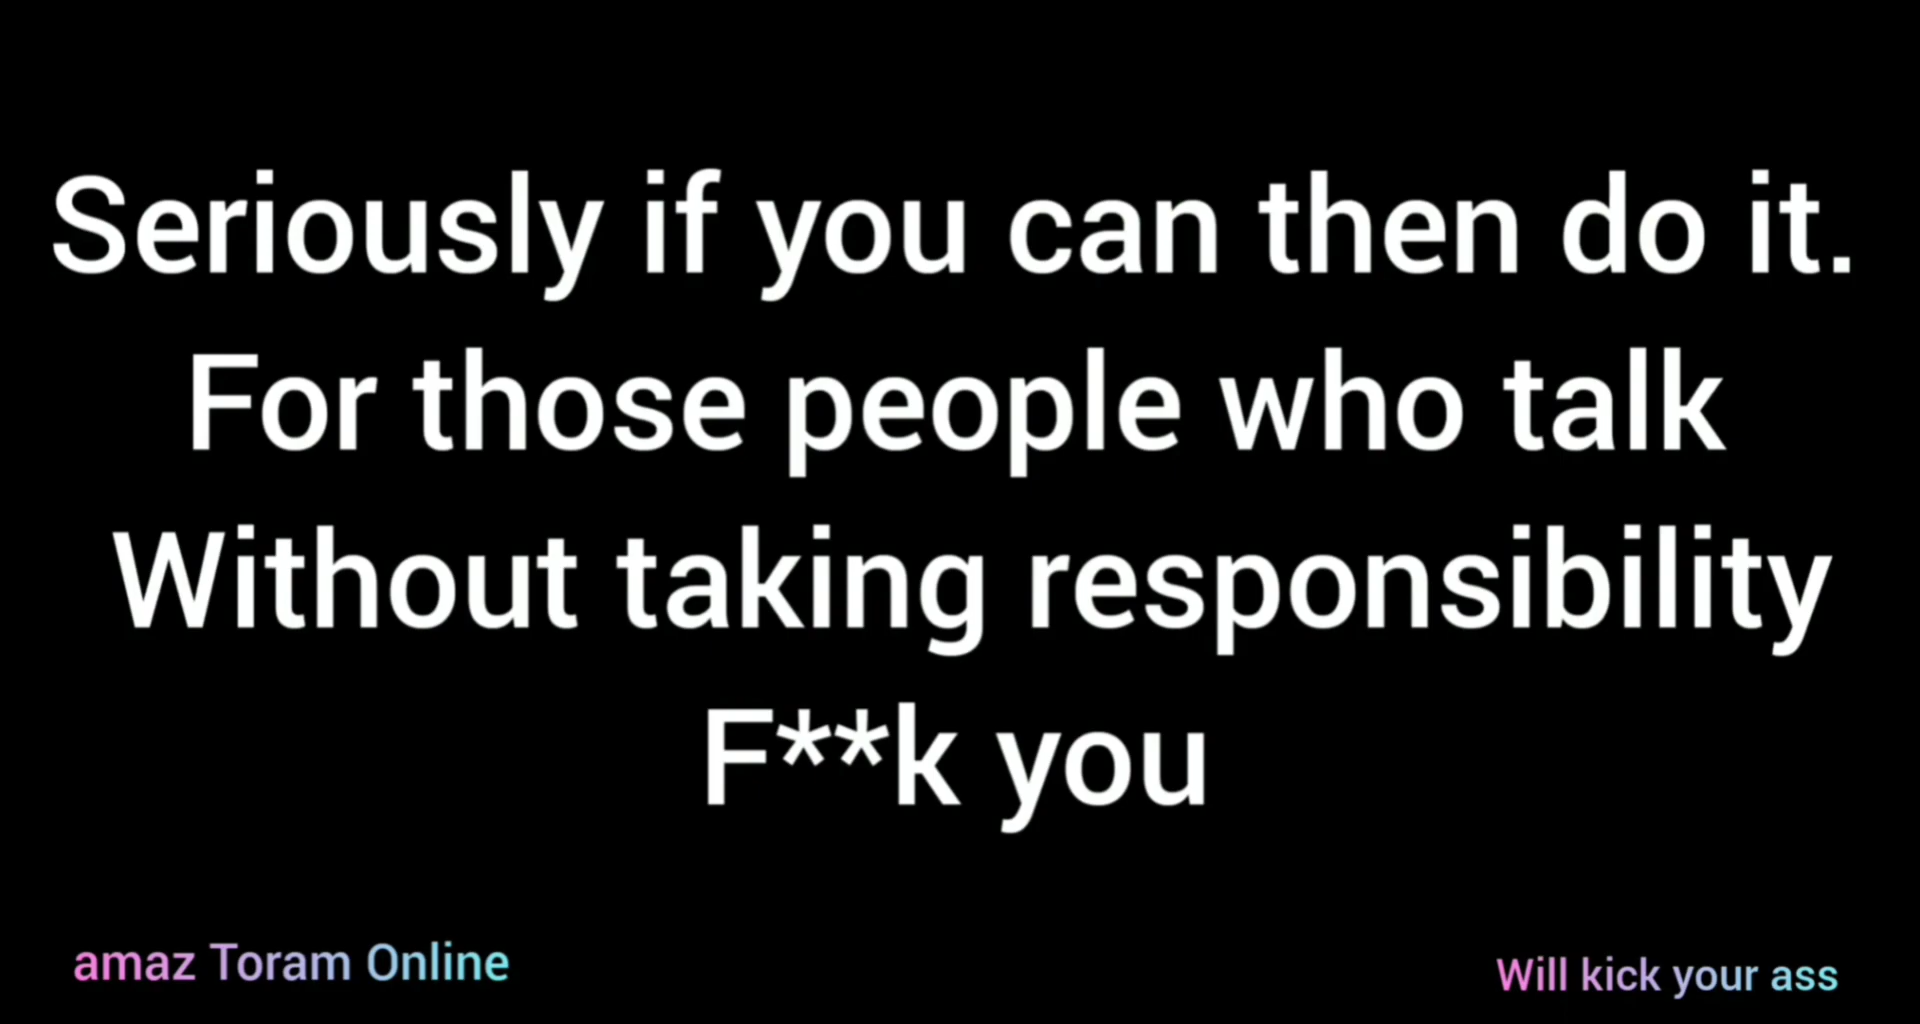 Seriously if you can then do it.
For those people who talk
Without taking responsibility
F**k you
amaz Toram Online
Will kick your ass